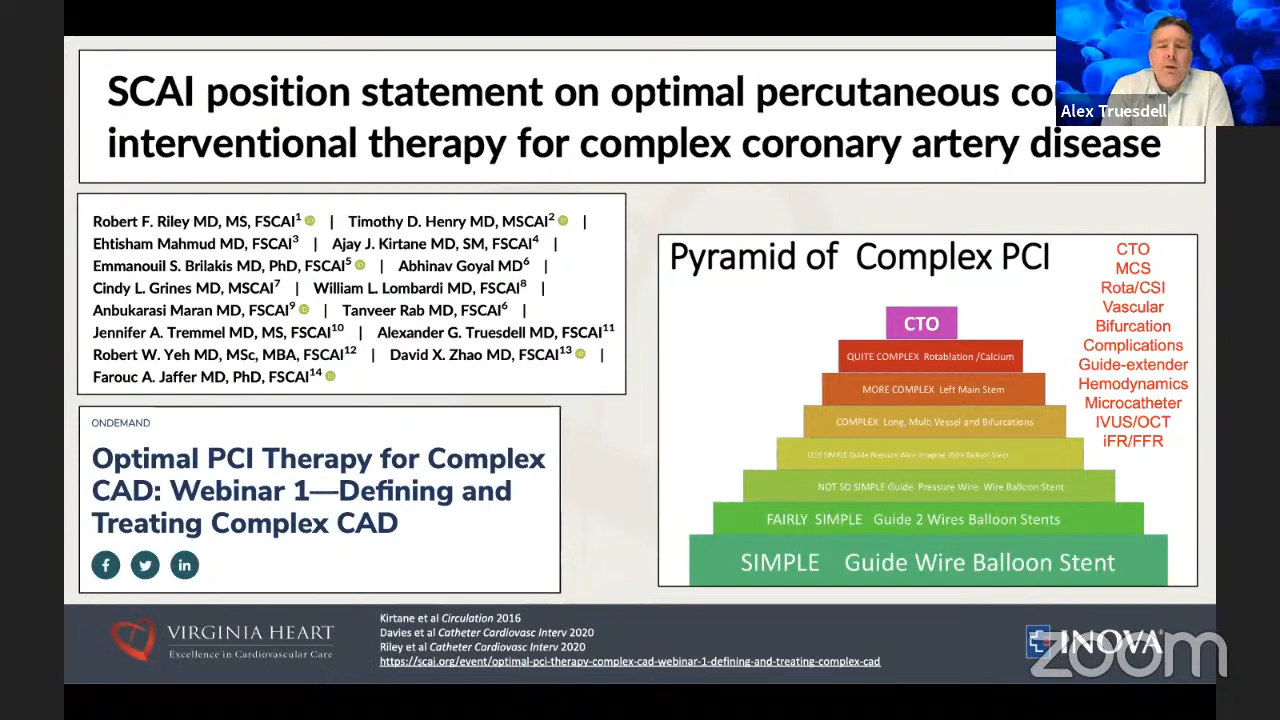 SCAI position statement on optimal percutaneous co
interventional therapy for complex coronary artery disease
Alex Truesdell
Robert F. Riley MD, MS, FSCAI1 | Timothy D. Henry MD, MSCAI2 |
Ehtisham Mahmud MD, FSCAI3 | Ajay J. Kirtane MD, SM, FSCAI4 |
Emmanouil S. Brilakis MD, PhD, FSCAI5 | Abhinav Goyal MD6 |
Cindy L. Grines MD, MSCAI7 | William L. Lombardi MD, FSCAI8 |
Anbukarasi Maran MD, FSCAI9 | Tanveer Rab MD, FSCAI6 |
Jennifer A. Tremmel MD, MS, FSCAI10 | Alexander G. Truesdell MD, FSCAI11
Robert W. Yeh MD, MSc, MBA, FSCAI12 | David X. Zhao MD, FSCAI13 |
Farouc A. Jaffer MD, PhD, FSCAI14
ONDEMAND
Optimal PCI Therapy for Complex
CAD: Webinar 1—Defining and
Treating Complex CAD
Pyramid of Complex PCI
CTO
QUITE COMPLEX Rotablation /Calcium
MORE COMPLEX Left Main Stem
COMPLEX Long, Multi Vessel and Bifurcations
LESS SIMPLE Guide Pressure Wire Imaging Wire Balloon Stent
NOT SO SIMPLE Guide Pressure Wire Wire Balloon Stent
FAIRLY SIMPLE Guide 2 Wires Balloon Stents
SIMPLE Guide Wire Balloon Stent
CTO
MCS
Rota/CSI
Vascular
Bifurcation
Complications
Guide-extender
Hemodynamics
Microcatheter
IVUS/OCT
iFR/FFR
VIRGINIA HEART
Excellence in Cardiovascular Care
Kirtane et al Circulation 2016
Davies et al Catheter Cardiovasc Interv 2020
Riley et al Catheter Cardiovasc Interv 2020
https://scai.org/event/optimal-pci-therapy-complex-cad-webinar-1-defining-and-treating-complex-cad
INOVA
zoom